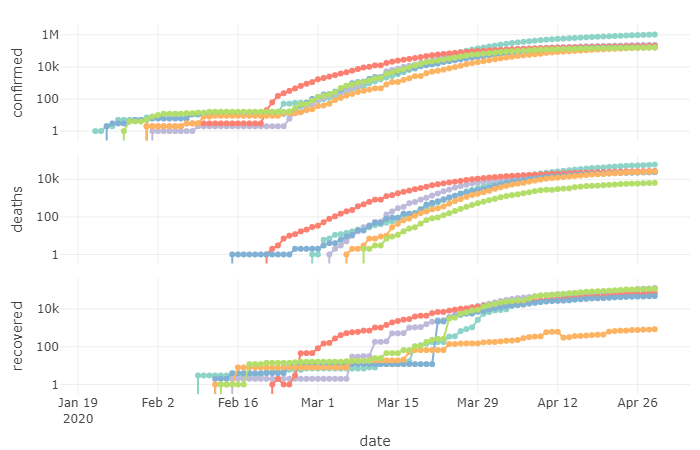 confirmed
1M
10k
100
1
deaths
10k
100
1
recovered
10k
100
1
Jan 19
2020
Feb 2
Feb 16
Mar 1
Mar 15
Mar 29
Apr 12
Apr 26
date